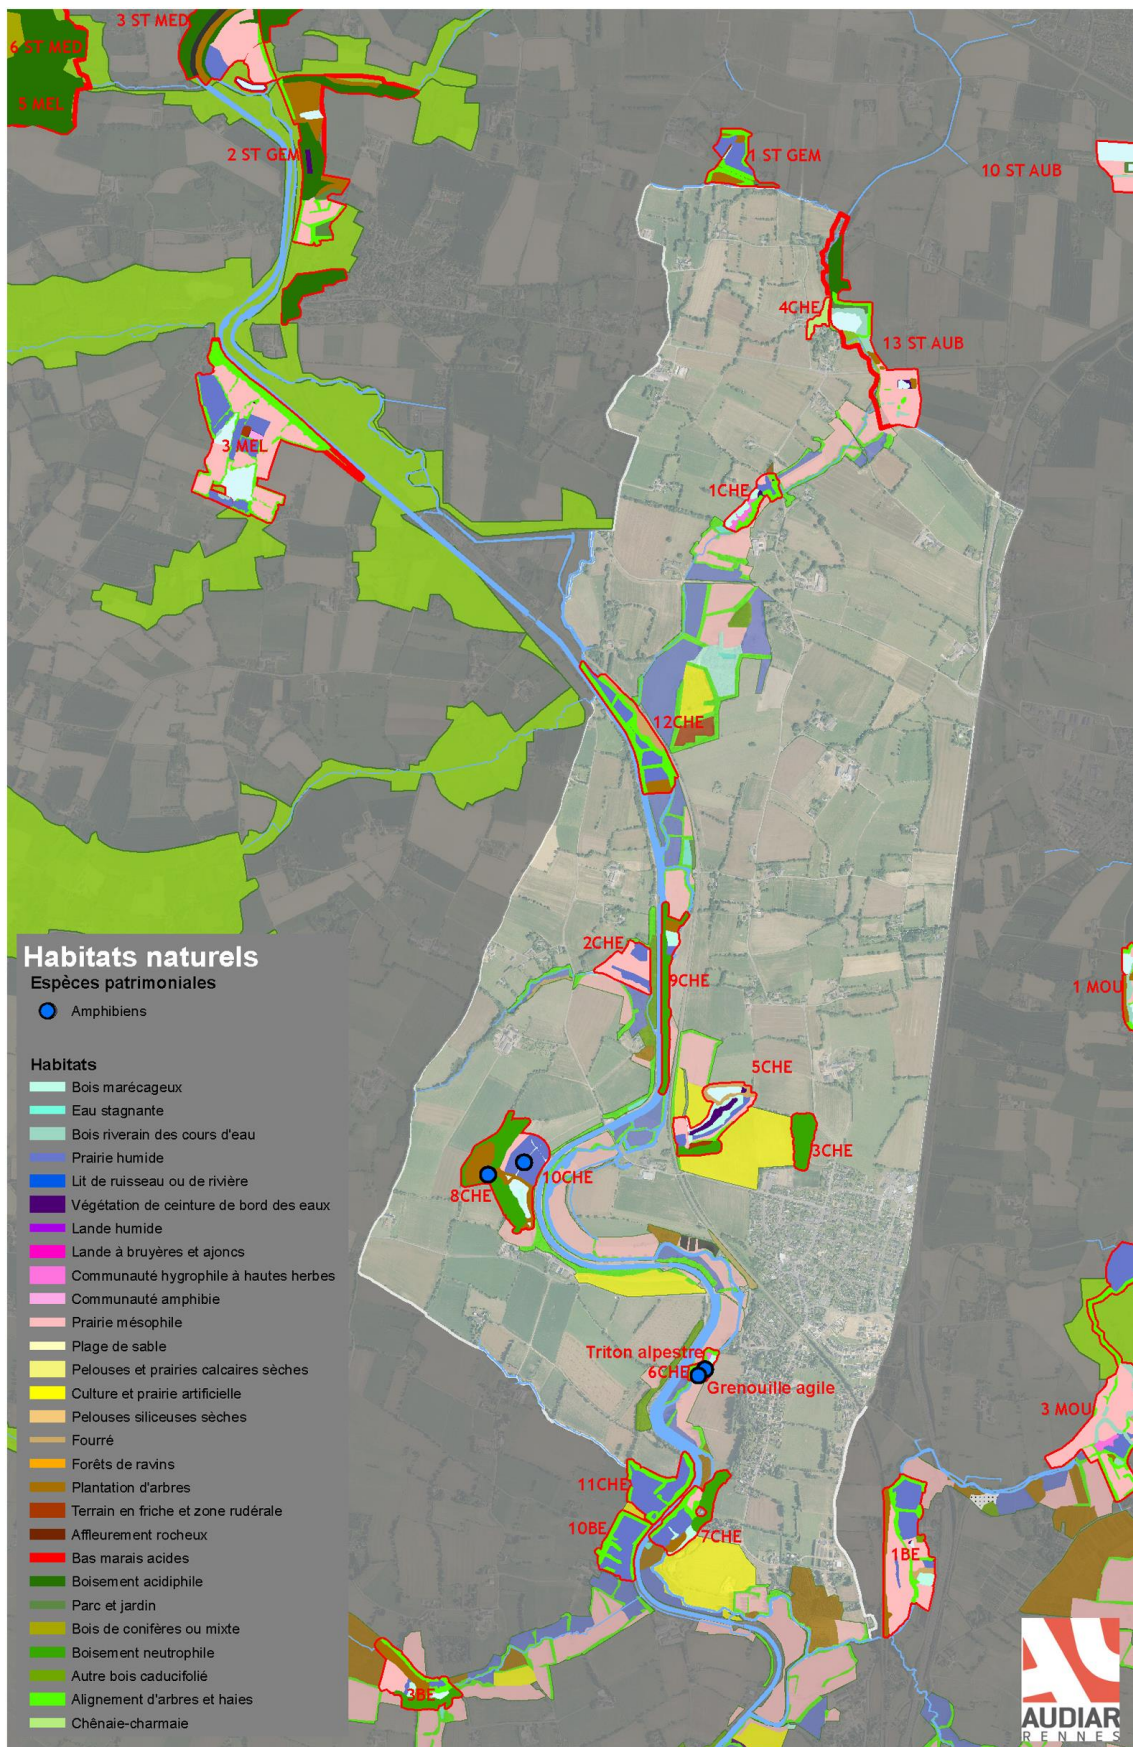 3 ST MED
6 ST MED
5 MEL
2 ST GEM
1 ST GEM
10 ST AUB
4CHE
13 ST AUB
3 MEL
1CHE
12CHE
2CHE
9CHE
1 MOU
5CHE
3CHE
10CHE
8CHE
Triton alpestre
6CHE
Grenouille agile
3 MOU
11CHE
10BE
7CHE
1BE
3BE
Habitats naturels
Espèces patrimoniales
Amphibiens
Habitats
Bois marécageux
Eau stagnante
Bois riverain des cours d'eau
Prairie humide
Lit de ruisseau ou de rivière
Végétation de ceinture de bord des eaux
Lande humide
Lande à bruyères et ajoncs
Communauté hygrophile à hautes herbes
Communauté amphibie
Prairie mésophile
Plage de sable
Pelouses et prairies calcaires sèches
Culture et prairie artificielle
Pelouses siliceuses sèches
Fourré
Forêts de ravins
Plantation d'arbres
Terrain en friche et zone rudérale
Affleurement rocheux
Bas marais acides
Boisement acidiphile
Parc et jardin
Bois de conifères ou mixte
Boisement neutrophile
Autre bois caducifolié
Alignement d'arbres et haies
Chênaie-charmaie
AUDIAR
RENNES